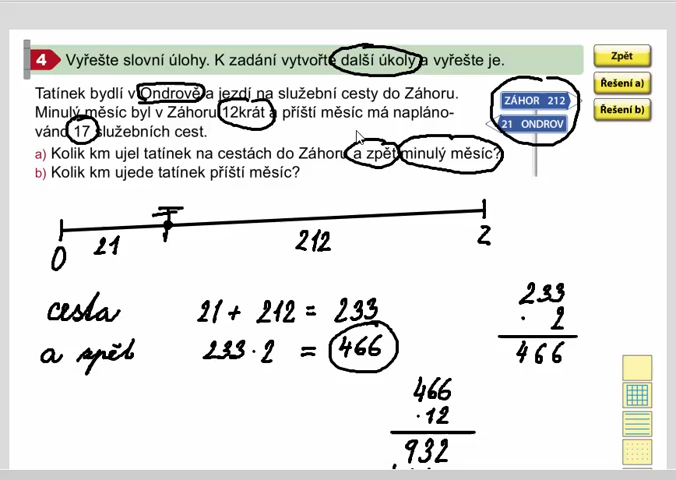 4 Vyřešte slovní úlohy. K zadání vytvořte další úkoly a vyřešte je.
Zpět
Řešení a)
Řešení b)
Tatínek bydlí v Ondrově a jezdí na služební cesty do Záhoru.
Minulý měsíc byl v Záhoru 12krát a příští měsíc má napláno-
váno 17 služebních cest.
ZÁHOR 212
21 ONDROV
a) Kolik km ujel tatínek na cestách do Záhoru a zpět minulý měsíc?
b) Kolik km ujede tatínek příští měsíc?
21 212
O Z
cesta 21 + 212 = 233
a zpět 233 · 2 = 466
233
· 2
466
466
· 12
932